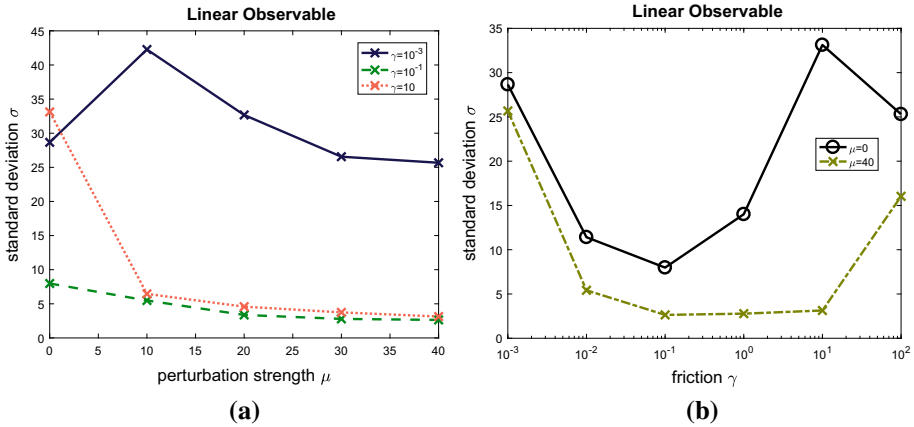 Linear Observable
standard deviation σ
45
40
35
30
25
20
15
10
5
0
γ=10⁻³
γ=10⁻¹
γ=10
0 5 10 15 20 25 30 35 40
perturbation strength μ
(a)
Linear Observable
standard deviation σ
35
30
25
20
15
10
5
0
μ=0
μ=40
10⁻³ 10⁻² 10⁻¹ 10⁰ 10¹ 10²
friction γ
(b)